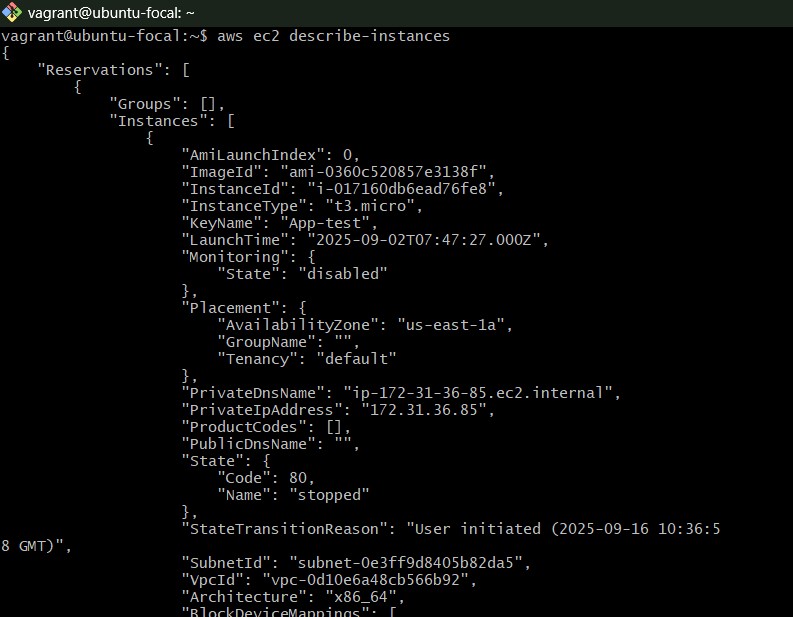 vagrant@ubuntu-focal: ~
vagrant@ubuntu-focal:~$ aws ec2 describe-instances
{
    "Reservations": [
        {
            "Groups": [],
            "Instances": [
                {
                    "AmiLaunchIndex": 0,
                    "ImageId": "ami-0360c520857e3138f",
                    "InstanceId": "i-017160db6ead76fe8",
                    "InstanceType": "t3.micro",
                    "KeyName": "App-test",
                    "LaunchTime": "2025-09-02T07:47:27.000Z",
                    "Monitoring": {
                        "State": "disabled"
                    },
                    "Placement": {
                        "AvailabilityZone": "us-east-1a",
                        "GroupName": "",
                        "Tenancy": "default"
                    },
                    "PrivateDnsName": "ip-172-31-36-85.ec2.internal",
                    "PrivateIpAddress": "172.31.36.85",
                    "ProductCodes": [],
                    "PublicDnsName": "",
                    "State": {
                        "Code": 80,
                        "Name": "stopped"
                    },
                    "StateTransitionReason": "User initiated (2025-09-16 10:36:5
8 GMT)",
                    "SubnetId": "subnet-0e3ff9d8405b82da5",
                    "VpcId": "vpc-0d10e6a48cb566b92",
                    "Architecture": "x86_64",
                    "BlockDeviceMappings": [